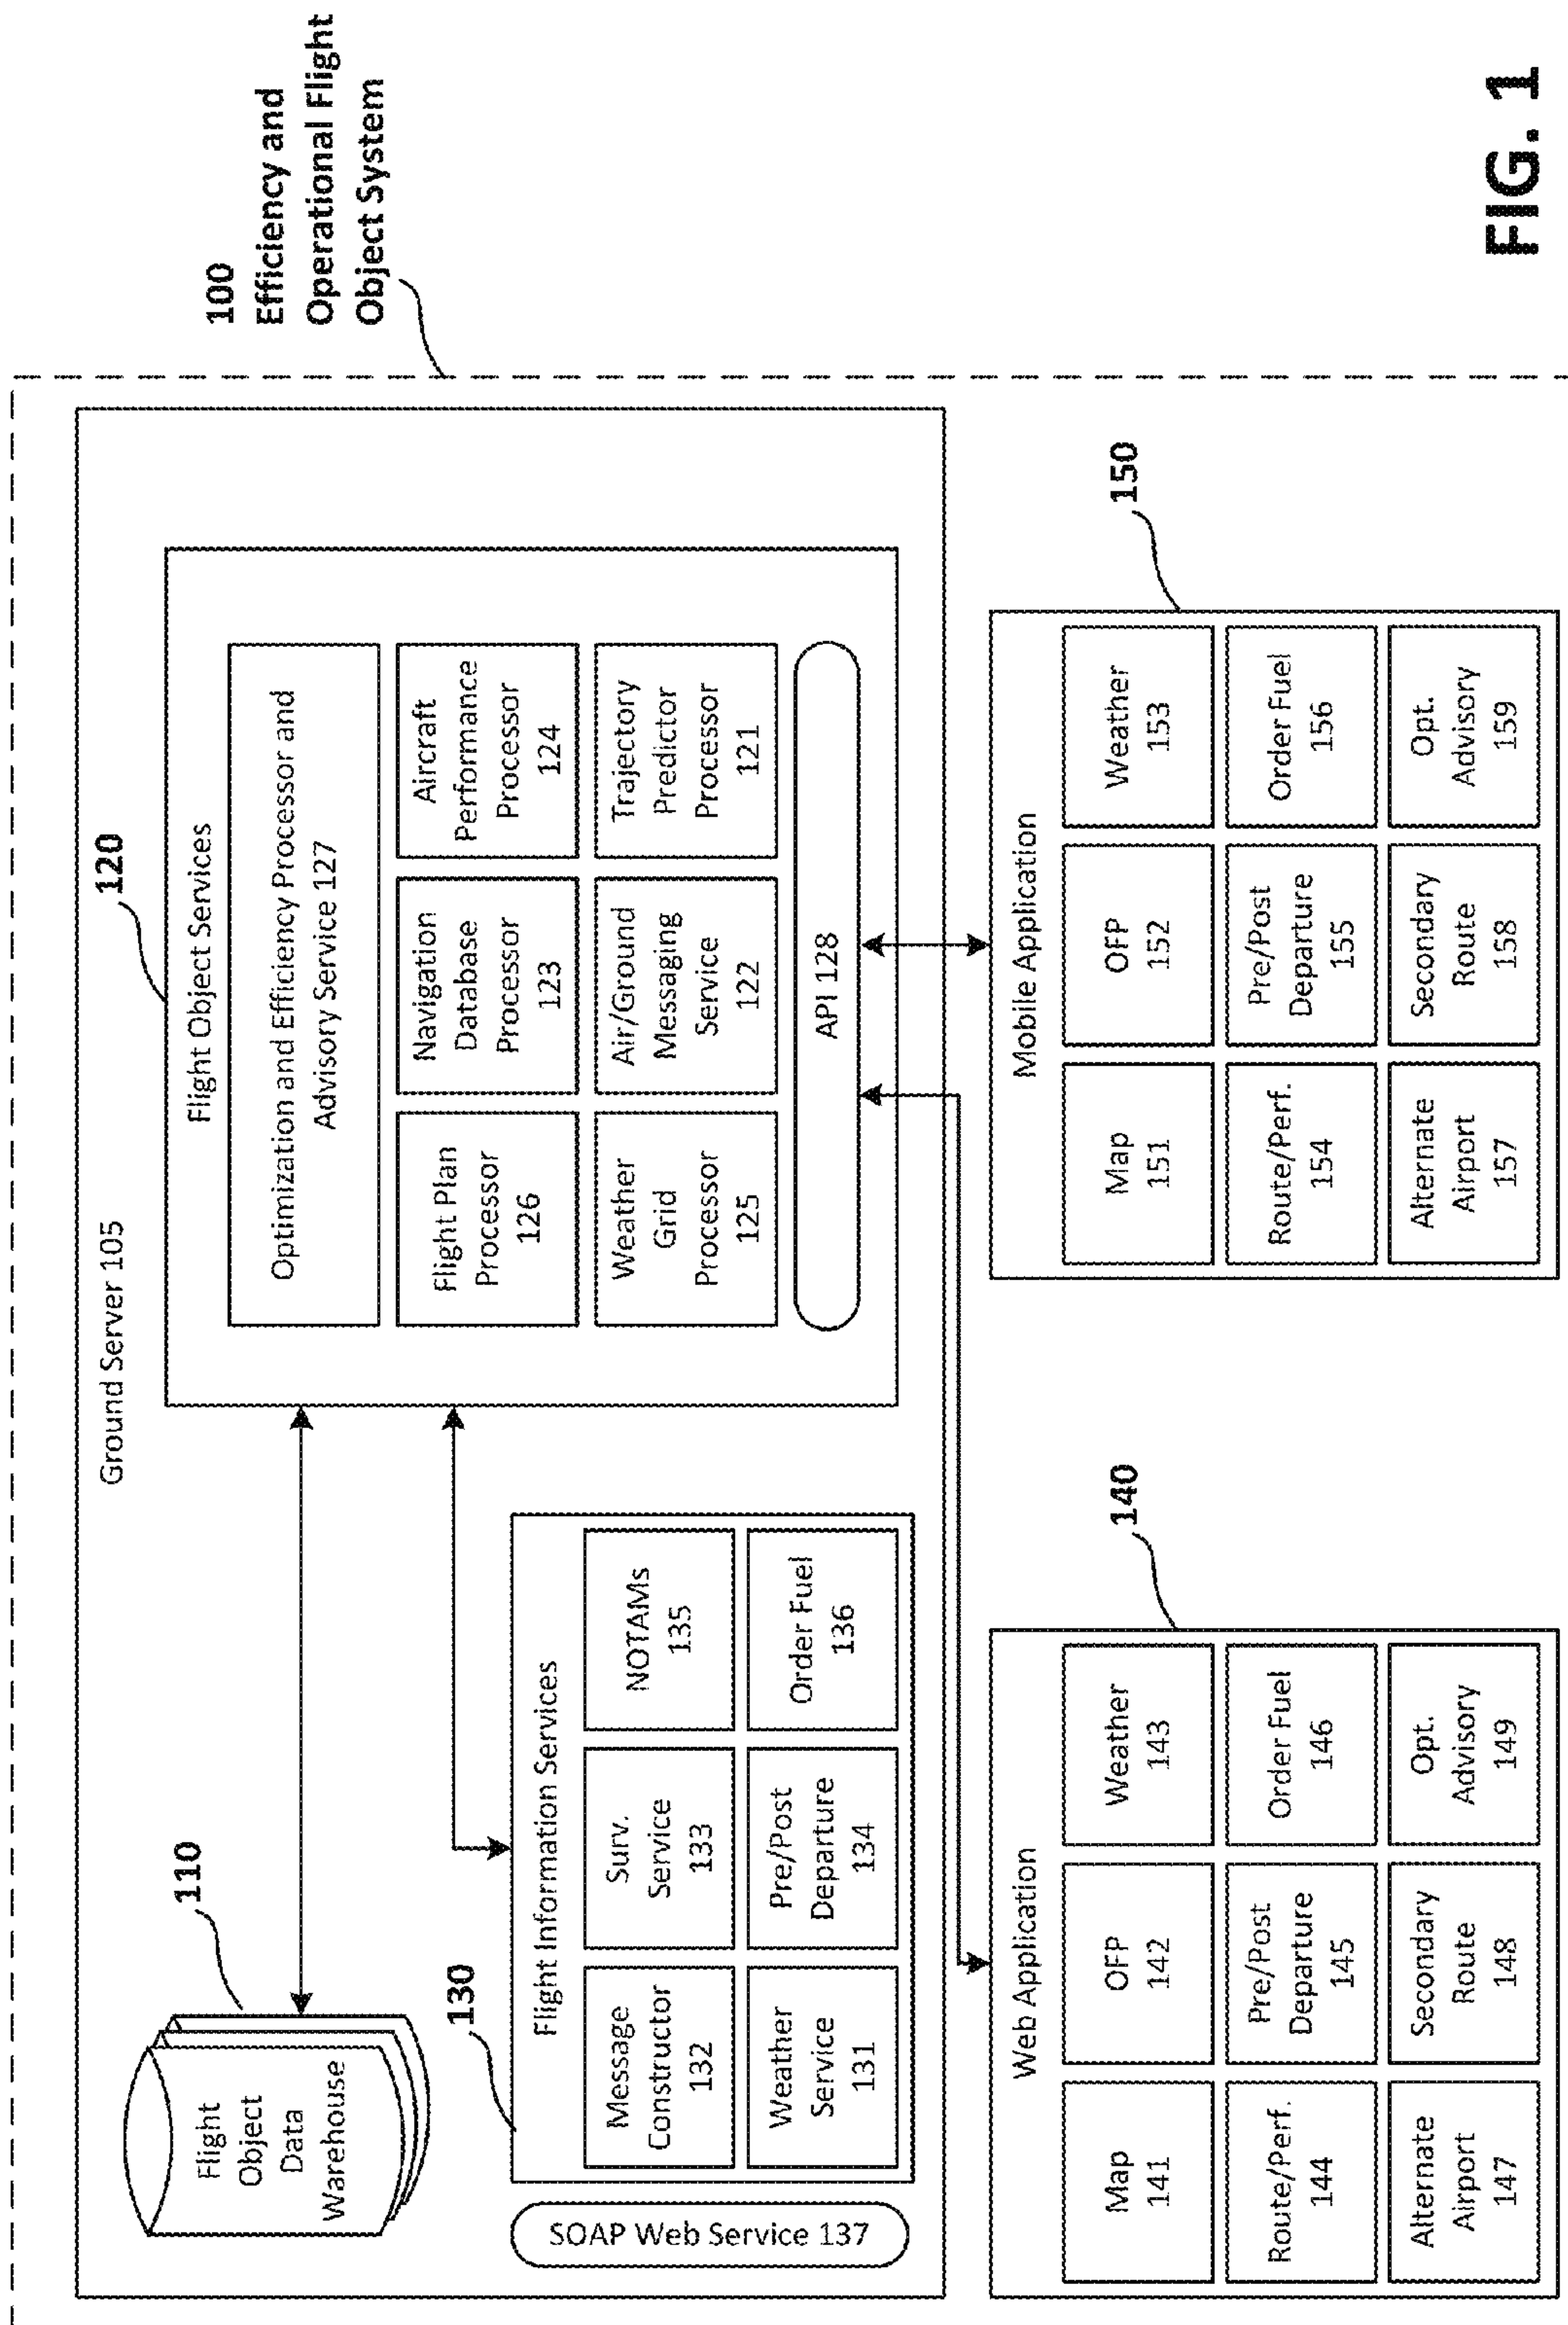 100
Efficiency and
Operational Flight
Object System
Ground Server 105
110
Flight
Object
Data
Warehouse
120
Flight Object Services
Optimization and Efficiency Processor and
Advisory Service 127
Flight Plan
Processor
126
Navigation
Database
Processor
123
Aircraft
Performance
Processor
124
Weather
Grid
Processor
125
Air/Ground
Messaging
Service
122
Trajectory
Predictor
Processor
121
API 128
130
Flight Information Services
Message
Constructor
132
Surv.
Service
133
NOTAMs
135
Weather
Service
131
Pre/Post
Departure
134
Order Fuel
136
SOAP Web Service 137
140
Web Application
Map
141
OFP
142
Weather
143
Route/Perf.
144
Pre/Post
Departure
145
Order Fuel
146
Alternate
Airport
147
Secondary
Route
148
Opt.
Advisory
149
150
Mobile Application
Map
151
OFP
152
Weather
153
Route/Perf.
154
Pre/Post
Departure
155
Order Fuel
156
Alternate
Airport
157
Secondary
Route
158
Opt.
Advisory
159
FIG. 1